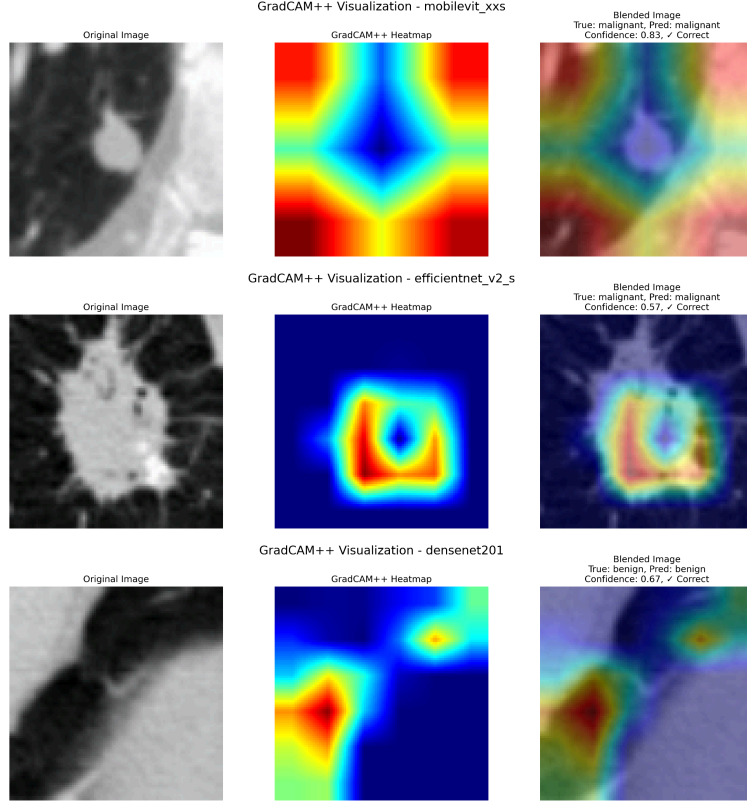 GradCAM++ Visualization - mobilevit_xxs
Original Image
GradCAM++ Heatmap
Blended Image
True: malignant, Pred: malignant
Confidence: 0.83, ✓ Correct
GradCAM++ Visualization - efficientnet_v2_s
Original Image
GradCAM++ Heatmap
Blended Image
True: malignant, Pred: malignant
Confidence: 0.57, ✓ Correct
GradCAM++ Visualization - densenet201
Original Image
GradCAM++ Heatmap
Blended Image
True: benign, Pred: benign
Confidence: 0.67, ✓ Correct